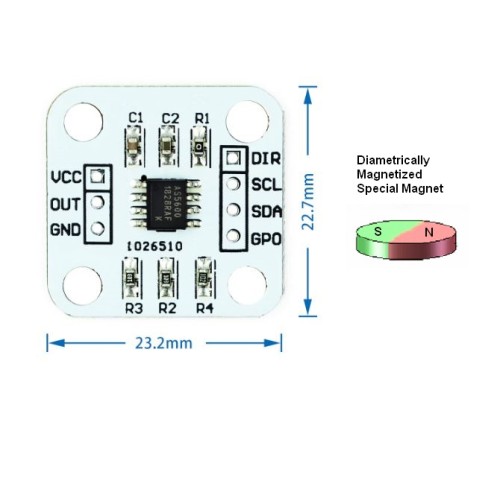 C1 C2 R1
VCC
OUT
GND
DIR
SCL
SDA
GPO
AS5600
K
1026510
R3 R2 R4
22.7mm
23.2mm
Diametrically
Magnetized
Special Magnet
S N